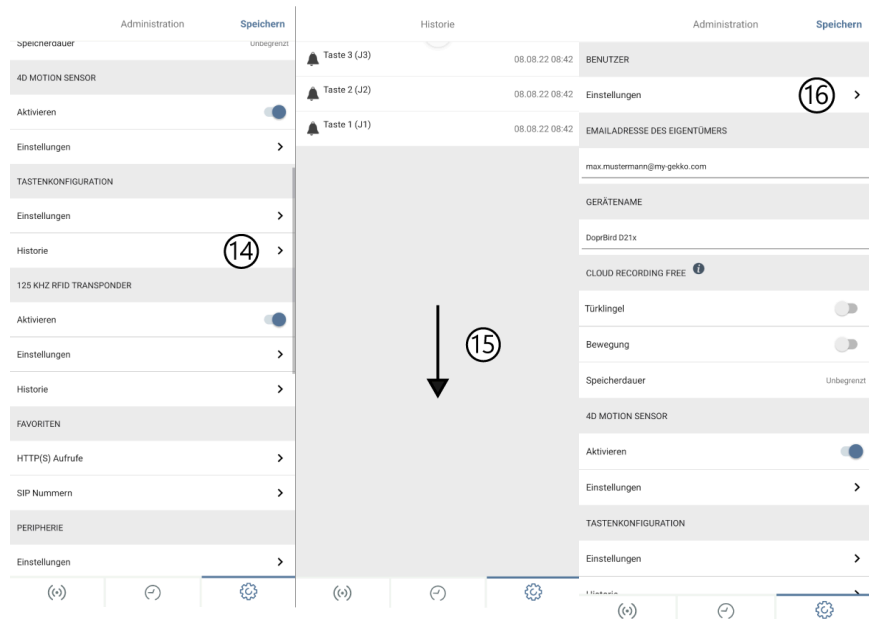 Administration
Speichern
Speicherdauer
Unbegrenzt
4D MOTION SENSOR
Aktivieren
Einstellungen
TASTENKONFIGURATION
Einstellungen
Historie
14
125 KHZ RFID TRANSPONDER
Aktivieren
Einstellungen
Historie
FAVORITEN
HTTP(S) Aufrufe
SIP Nummern
PERIPHERIE
Einstellungen
Historie
Taste 3 (J3)
08.08.22 08:42
Taste 2 (J2)
08.08.22 08:42
Taste 1 (J1)
08.08.22 08:42
15
Administration
Speichern
BENUTZER
Einstellungen
16
EMAILADRESSE DES EIGENTÜMERS
max.mustermann@my-gekko.com
GERÄTENAME
DoprBird D21x
CLOUD RECORDING FREE i
Türklingel
Bewegung
Speicherdauer
Unbegrenzt
4D MOTION SENSOR
Aktivieren
Einstellungen
TASTENKONFIGURATION
Einstellungen
Historie